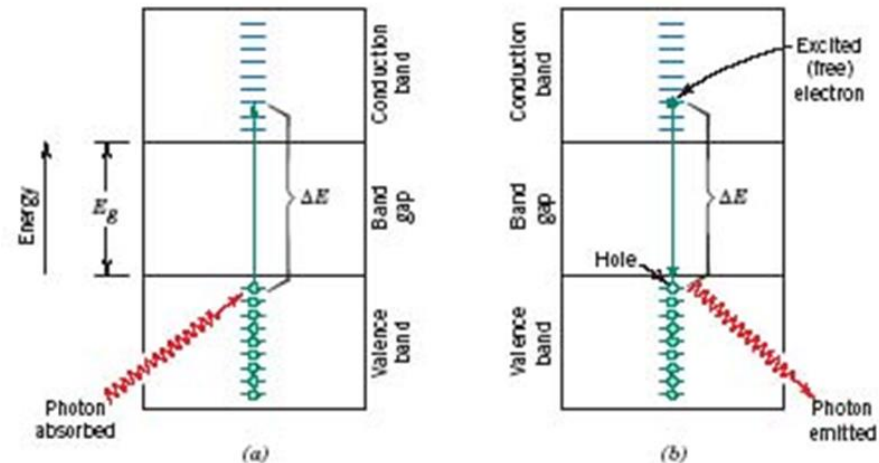 Conduction
band
Energy
E_g
ΔE
Band
gap
Valence
band
Photon
absorbed
(a)
Conduction
band
Excited
(free)
electron
Band
gap
ΔE
Hole
Valence
band
Photon
emitted
(b)